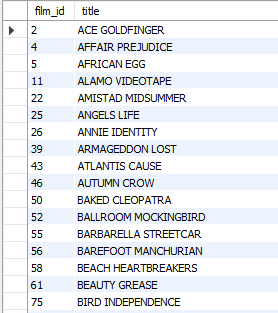 film_id title
2 ACE GOLDFINGER
4 AFFAIR PREJUDICE
5 AFRICAN EGG
11 ALAMO VIDEOTAPE
22 AMISTAD MIDSUMMER
25 ANGELS LIFE
26 ANNIE IDENTITY
39 ARMAGEDDON LOST
43 ATLANTIS CAUSE
46 AUTUMN CROW
50 BAKED CLEOPATRA
52 BALLROOM MOCKINGBIRD
55 BARBARELLA STREETCAR
56 BAREFOOT MANCHURIAN
58 BEACH HEARTBREAKERS
61 BEAUTY GREASE
75 BIRD INDEPENDENCE